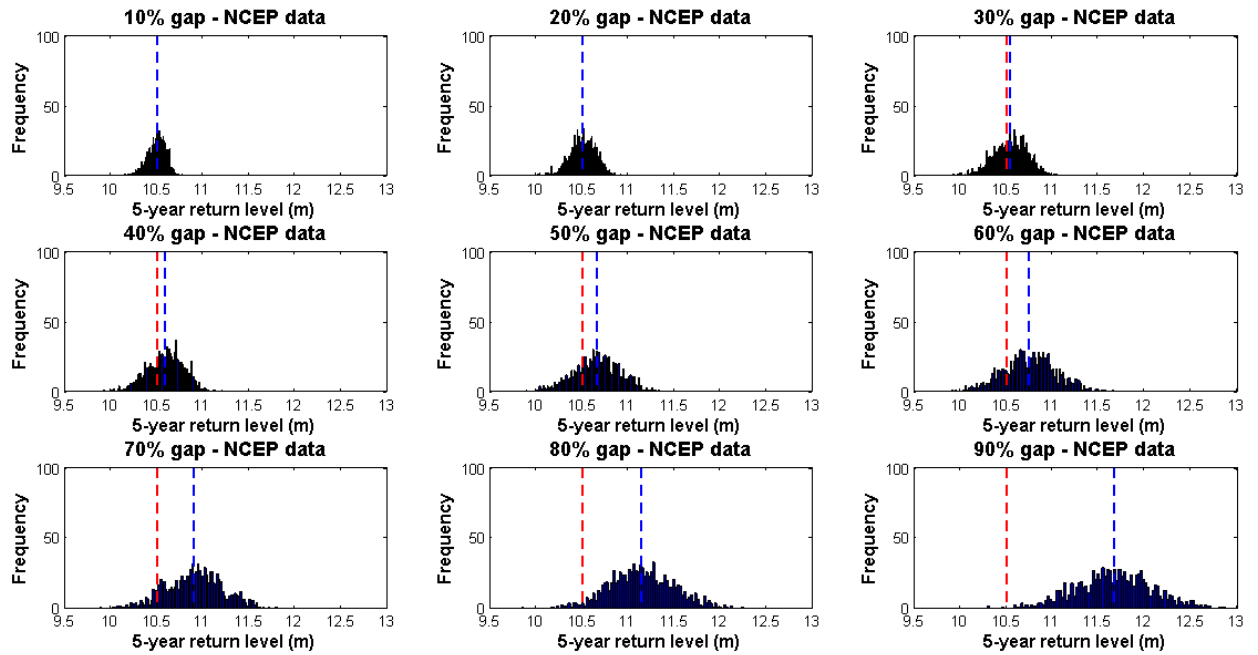 10% gap - NCEP data
100
50
0
Frequency
9.5 10 10.5 11 11.5 12 12.5 13
5-year return level (m)
20% gap - NCEP data
100
50
0
Frequency
9.5 10 10.5 11 11.5 12 12.5 13
5-year return level (m)
30% gap - NCEP data
100
50
0
Frequency
9.5 10 10.5 11 11.5 12 12.5 13
5-year return level (m)
40% gap - NCEP data
100
50
0
Frequency
9.5 10 10.5 11 11.5 12 12.5 13
5-year return level (m)
50% gap - NCEP data
100
50
0
Frequency
9.5 10 10.5 11 11.5 12 12.5 13
5-year return level (m)
60% gap - NCEP data
100
50
0
Frequency
9.5 10 10.5 11 11.5 12 12.5 13
5-year return level (m)
70% gap - NCEP data
100
50
0
Frequency
9.5 10 10.5 11 11.5 12 12.5 13
5-year return level (m)
80% gap - NCEP data
100
50
0
Frequency
9.5 10 10.5 11 11.5 12 12.5 13
5-year return level (m)
90% gap - NCEP data
100
50
0
Frequency
9.5 10 10.5 11 11.5 12 12.5 13
5-year return level (m)